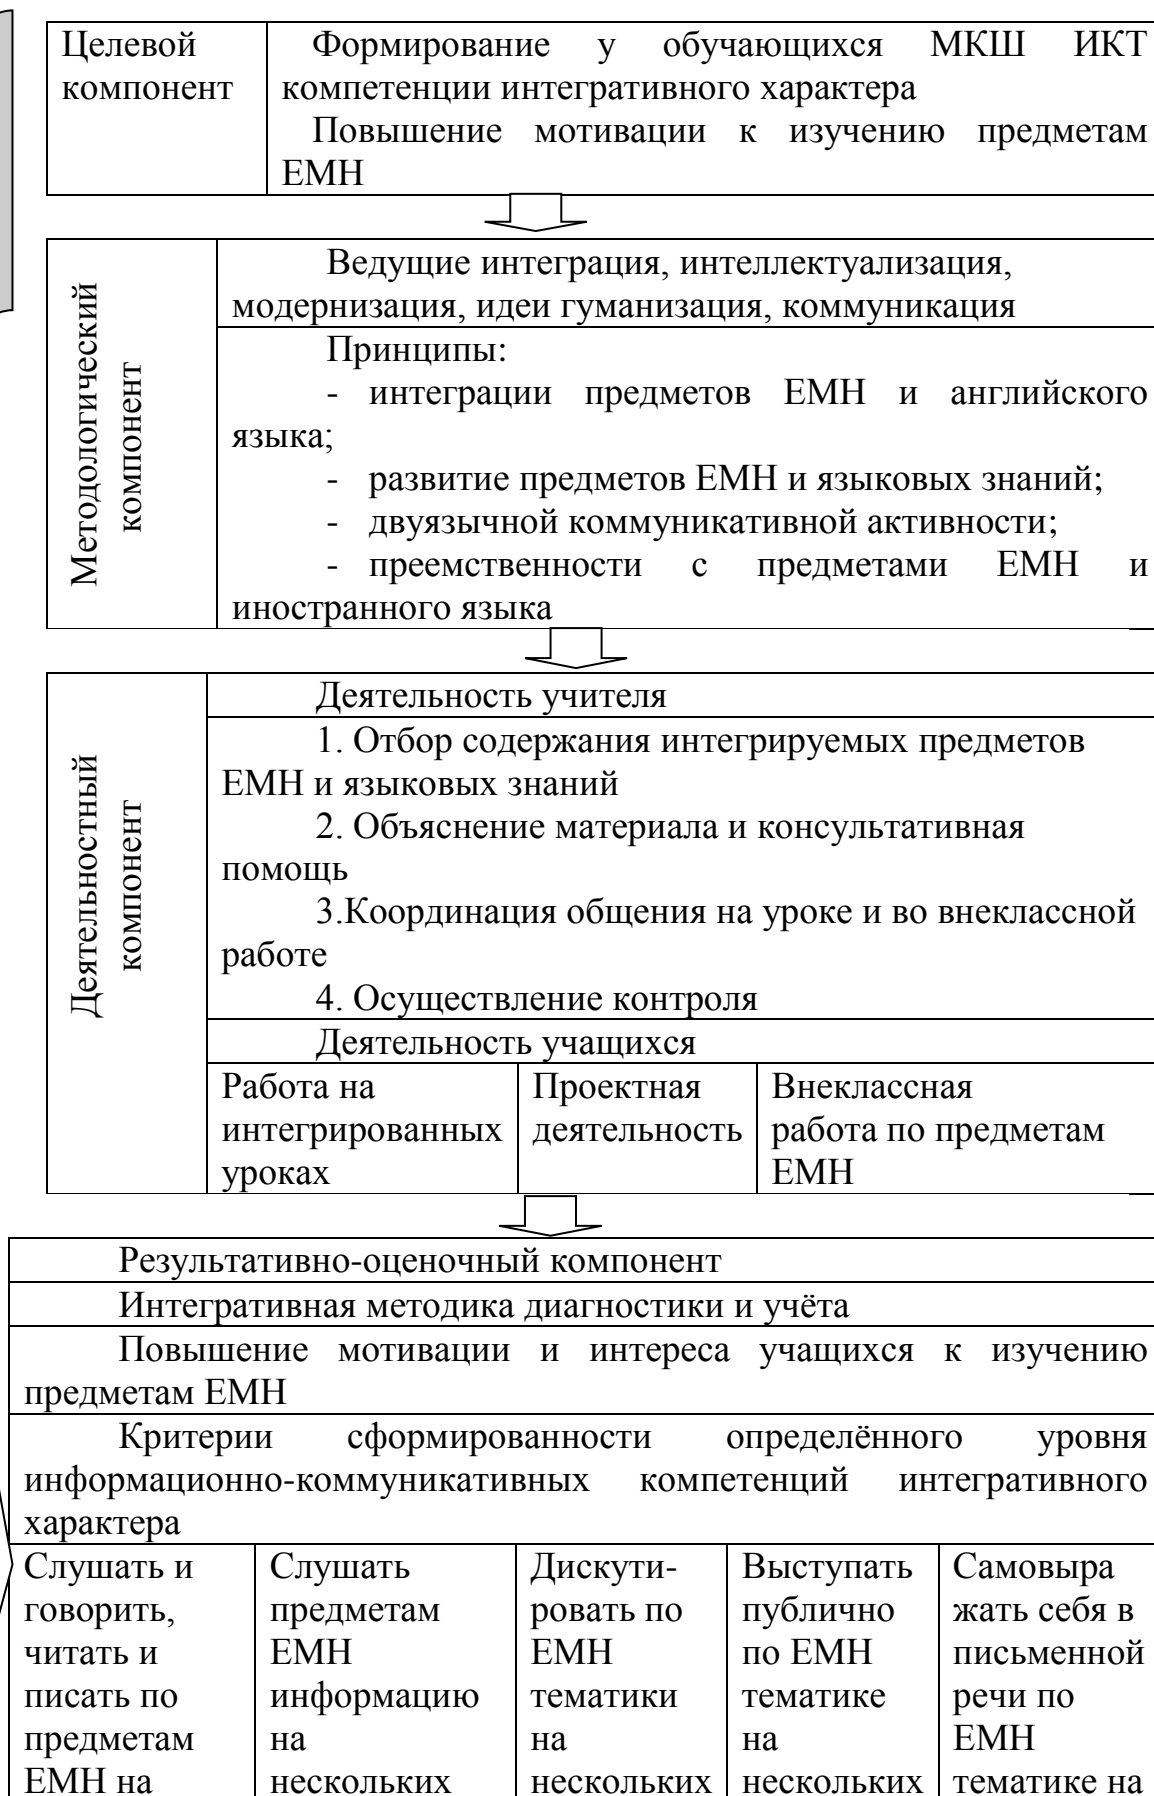 Целевой
компонент
Формирование у обучающихся МКШ ИКТ
компетенции интегративного характера
Повышение мотивации к изучению предметам
ЕМН
Методологический
компонент
Ведущие интеграция, интеллектуализация,
модернизация, идеи гуманизация, коммуникация
Принципы:
- интеграции предметов ЕМН и английского
языка;
- развитие предметов ЕМН и языковых знаний;
- двуязычной коммуникативной активности;
- преемственности с предметами ЕМН и
иностранного языка
Деятельностный
компонент
Деятельность учителя
1. Отбор содержания интегрируемых предметов
ЕМН и языковых знаний
2. Объяснение материала и консультативная
помощь
3.Координация общения на уроке и во внеклассной
работе
4. Осуществление контроля
Деятельность учащихся
Работа на
интегрированных
уроках
Проектная
деятельность
Внеклассная
работа по предметам
ЕМН
Результативно-оценочный компонент
Интегративная методика диагностики и учёта
Повышение мотивации и интереса учащихся к изучению
предметам ЕМН
Критерии сформированности определённого уровня
информационно-коммуникативных компетенций интегративного
характера
Слушать и
говорить,
читать и
писать по
предметам
ЕМН на
Слушать
предметам
ЕМН
информацию
на
нескольких
Дискути-
ровать по
ЕМН
тематики
на
нескольких
Выступать
публично
по ЕМН
тематике
на
нескольких
Самовыра
жать себя в
письменной
речи по
ЕМН
тематике на